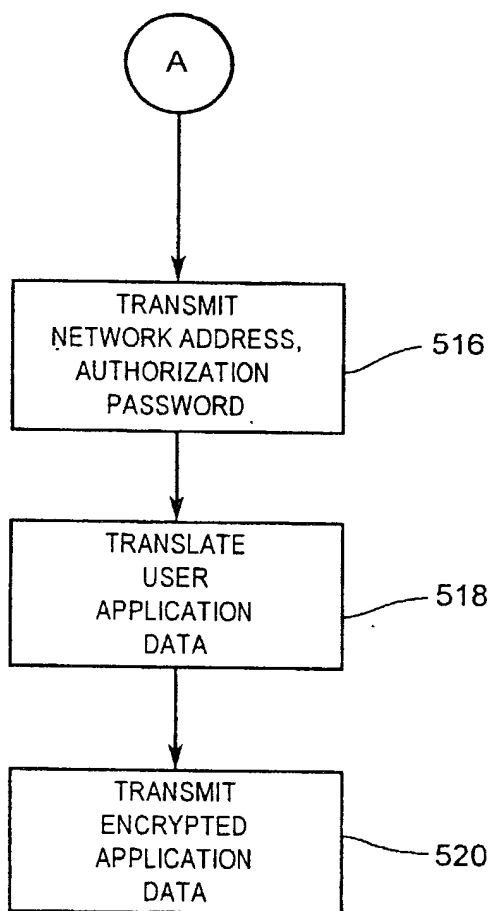 A
TRANSMIT
NETWORK ADDRESS,
AUTHORIZATION
PASSWORD
516
TRANSLATE
USER
APPLICATION
DATA
518
TRANSMIT
ENCRYPTED
APPLICATION
DATA
520